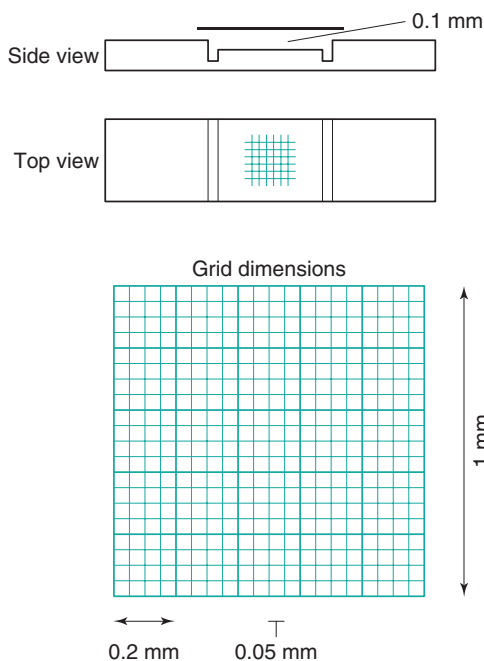 0.1 mm
Side view
Top view
Grid dimensions
1 mm
0.2 mm
0.05 mm